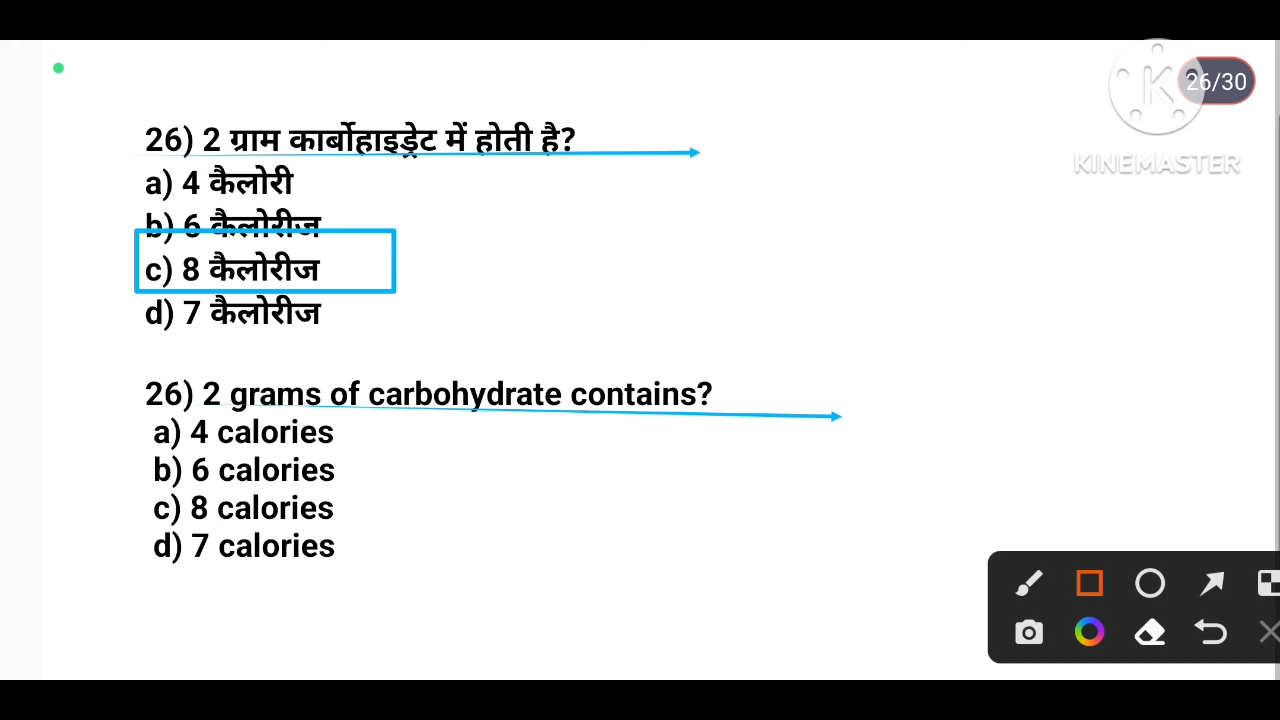 26/30
KINEMASTER
26) 2 ग्राम कार्बोहाइड्रेट में होती है?
a) 4 कैलोरी
b) 6 कैलोरीज
c) 8 कैलोरीज
d) 7 कैलोरीज
26) 2 grams of carbohydrate contains?
a) 4 calories
b) 6 calories
c) 8 calories
d) 7 calories